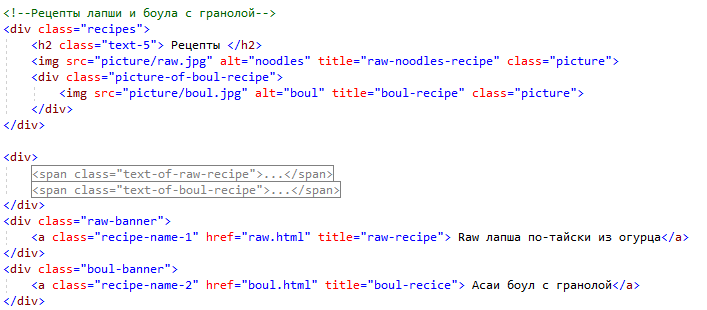 <!--Рецепты лапши и боула с гранолой-->
<div class="recipes">
<h2 class="text-5"> Рецепты </h2>
<img src="picture/raw.jpg" alt="noodles" title="raw-noodles-recipe" class="picture">
<div class="picture-of-boul-recipe">
<img src="picture/boul.jpg" alt="boul" title="boul-recipe" class="picture">
</div>
</div>
<div>
<span class="text-of-raw-recipe">...</span>
<span class="text-of-boul-recipe">...</span>
</div>
<div class="raw-banner">
<a class="recipe-name-1" href="raw.html" title="raw-recipe"> Raw лапша по-тайски из огурца</a>
</div>
<div class="boul-banner">
<a class="recipe-name-2" href="boul.html" title="boul-recice"> Асаи боул с гранолой</a>
</div>